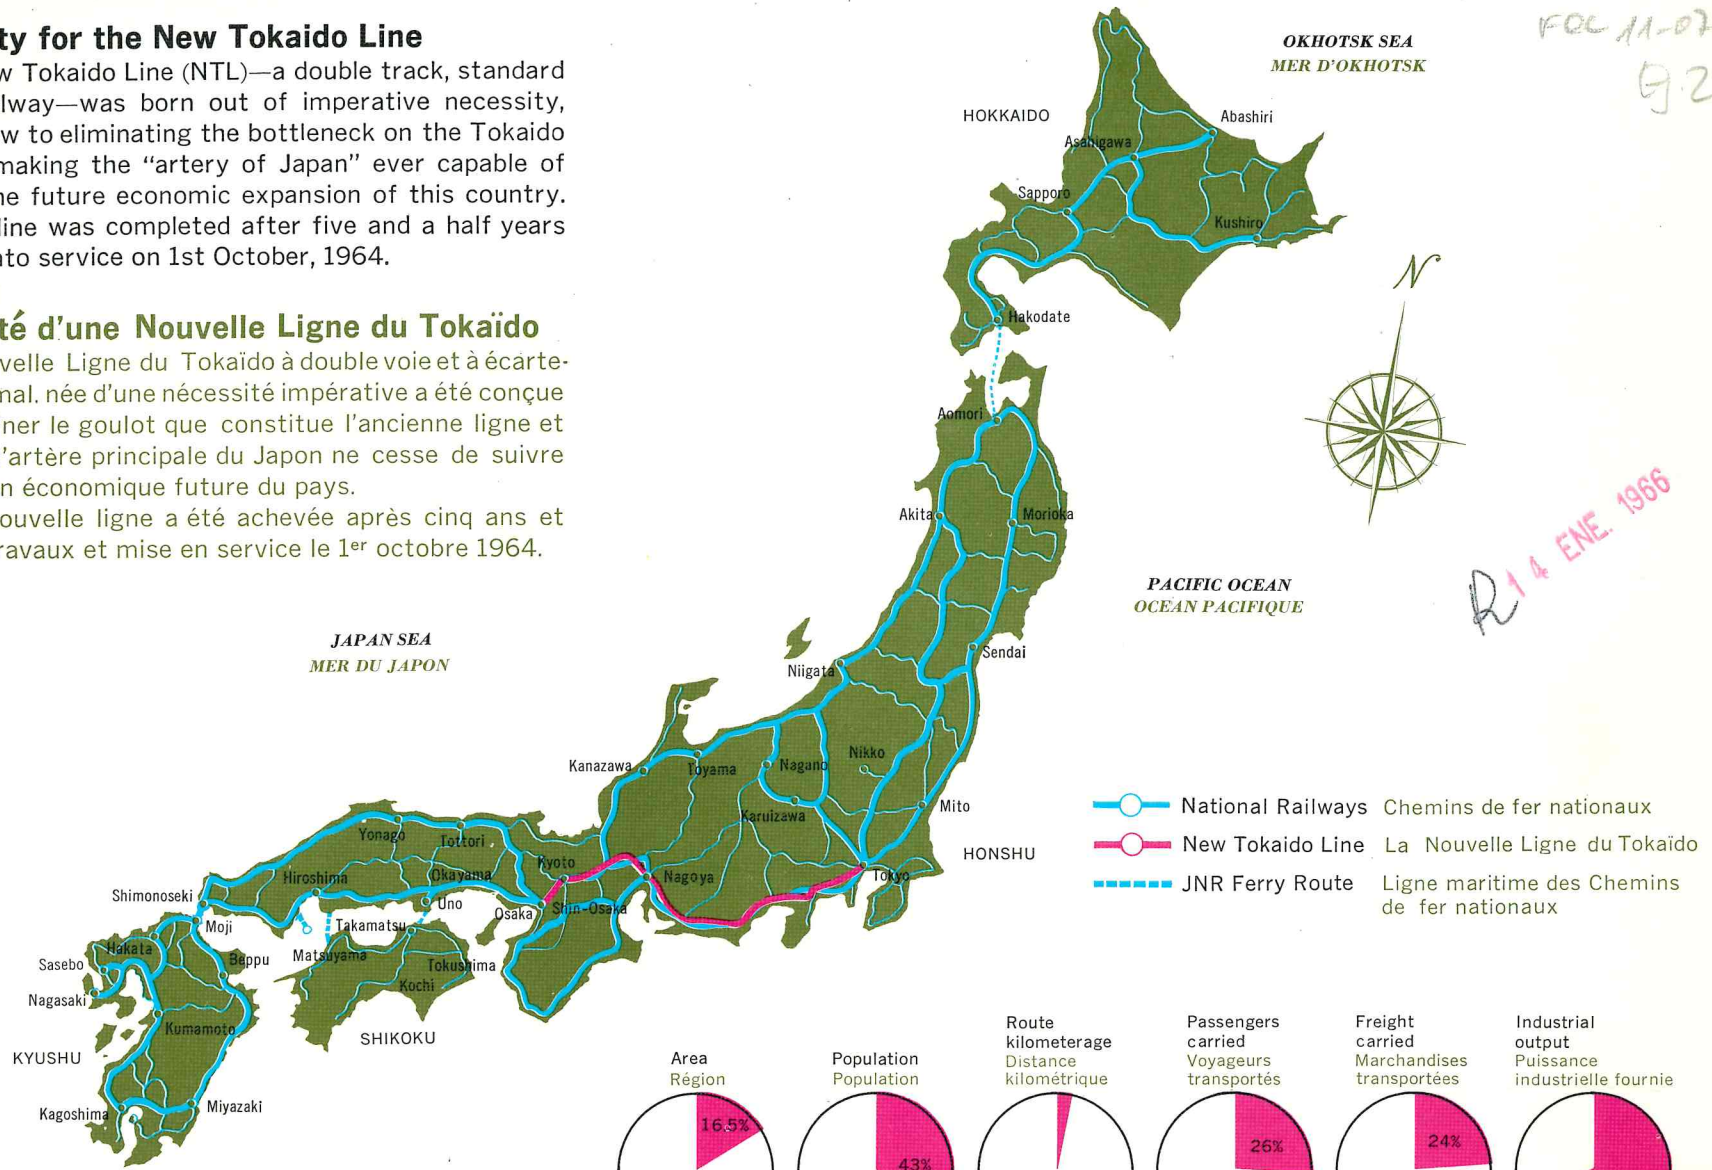 ty for the New Tokaido Line
w Tokaido Line (NTL)—a double track, standard
lway—was born out of imperative necessity,
w to eliminating the bottleneck on the Tokaido
making the “artery of Japan” ever capable of
he future economic expansion of this country.
line was completed after five and a half years
nto service on 1st October, 1964.
té d'une Nouvelle Ligne du Tokaïdo
velle Ligne du Tokaïdo à double voie et à écarte-
mal. née d'une nécessité impérative a été conçue
ner le goulot que constitue l'ancienne ligne et
'artère principale du Japon ne cesse de suivre
n économique future du pays.
ouvelle ligne a été achevée après cinq ans et
ravaux et mise en service le 1er octobre 1964.
OKHOTSK SEA
MER D'OKHOTSK
FOL 11-07
HOKKAIDO
Abashiri
Asahigawa
Sapporo
Kushiro
Hakodate
N
Aomori
Akita
Morioka
R 14 ENE. 1966
PACIFIC OCEAN
OCEAN PACIFIQUE
JAPAN SEA
MER DU JAPON
Sendai
Niigata
Nikko
Kanazawa
Toyama
Nagano
Karuizawa
Mito
HONSHU
Tokyo
Yonago
Tottori
Kyoto
Nagoya
Hiroshima
Okayama
Uno
Osaka
Shin-Osaka
Shimonoseki
Moji
Takamatsu
Hakata
Beppu
Matsuyama
Tokushima
Kochi
Sasebo
Nagasaki
Kumamoto
SHIKOKU
KYUSHU
Kagoshima
Miyazaki
National Railways Chemins de fer nationaux
New Tokaido Line La Nouvelle Ligne du Tokaïdo
JNR Ferry Route Ligne maritime des Chemins
de fer nationaux
Area
Région
16.5%
Population
Population
43%
Route
kilometerage
Distance
kilométrique
Passengers
carried
Voyageurs
transportés
26%
Freight
carried
Marchandises
transportées
24%
Industrial
output
Puissance
industrielle fournie